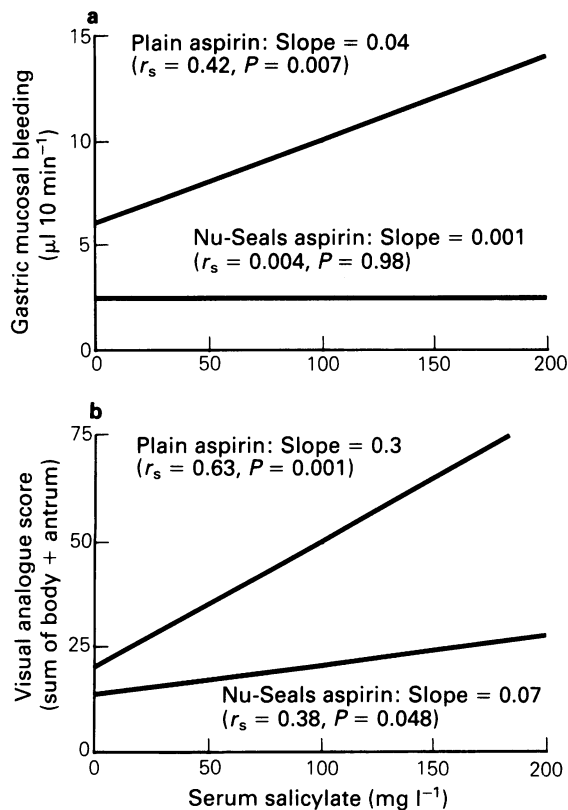 a
15
Plain aspirin: Slope = 0.04
(rs = 0.42, P = 0.007)
10
Gastric mucosal bleeding
(μl 10 min⁻¹)
Nu-Seals aspirin: Slope = 0.001
(rs = 0.004, P = 0.98)
5
0
0 50 100 150 200
b
75
Plain aspirin: Slope = 0.3
(rs = 0.63, P = 0.001)
50
Visual analogue score
(sum of body + antrum)
25
Nu-Seals aspirin: Slope = 0.07
(rs = 0.38, P = 0.048)
0
0 50 100 150 200
Serum salicylate (mg l⁻¹)